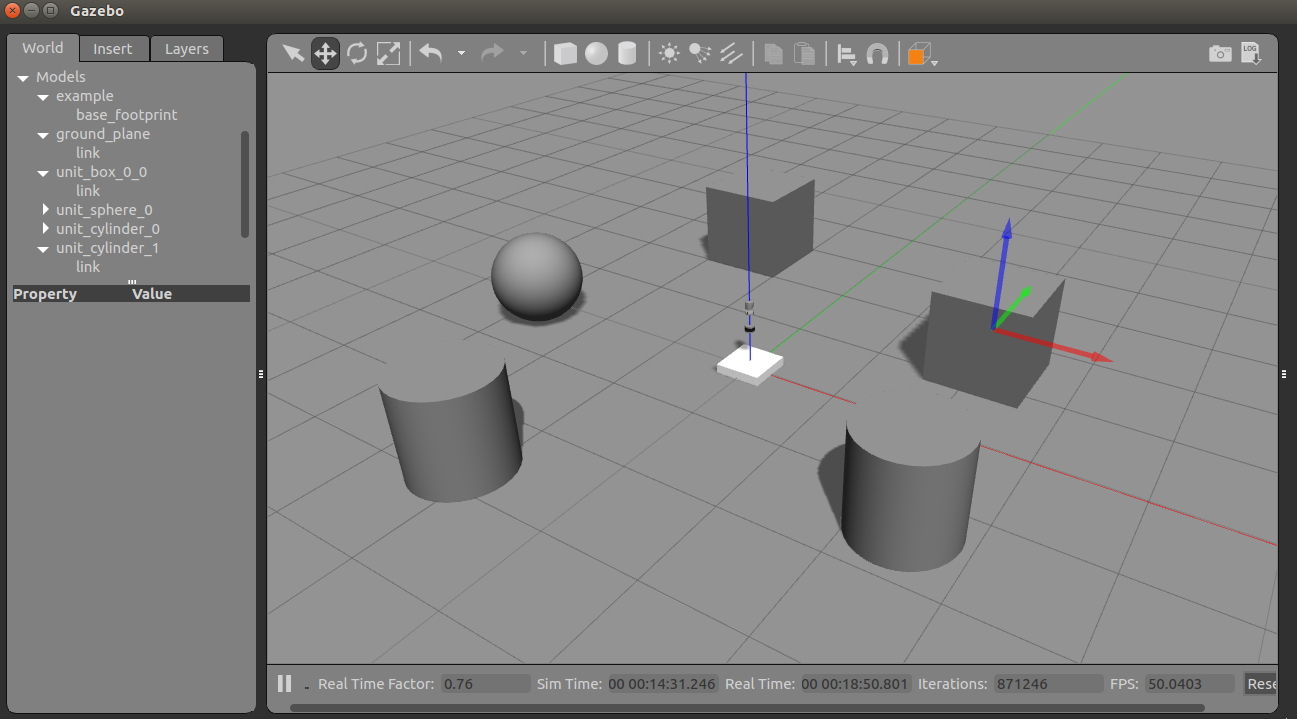 Gazebo
World Insert Layers
LOG
Models
example
base_footprint
ground_plane
link
unit_box_0_0
link
unit_sphere_0
unit_cylinder_0
unit_cylinder_1
link
Property Value
Real Time Factor: 0.76 Sim Time: 00 00:14:31.246 Real Time: 00 00:18:50.801 Iterations: 871246 FPS: 50.0403 Rese